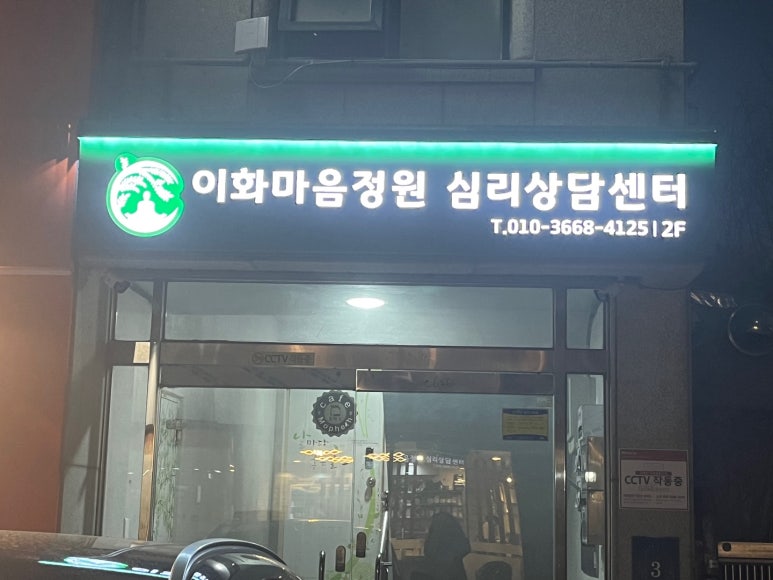 이화마음정원 심리상담센터
T.010-3668-4125 | 2F
CCTV
cafe
심리상담센터
CCTV 작동중
3